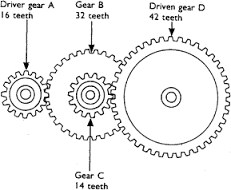 Driver gear A
16 teeth
Gear B
32 teeth
Driven gear D
42 teeth
Gear C
14 teeth